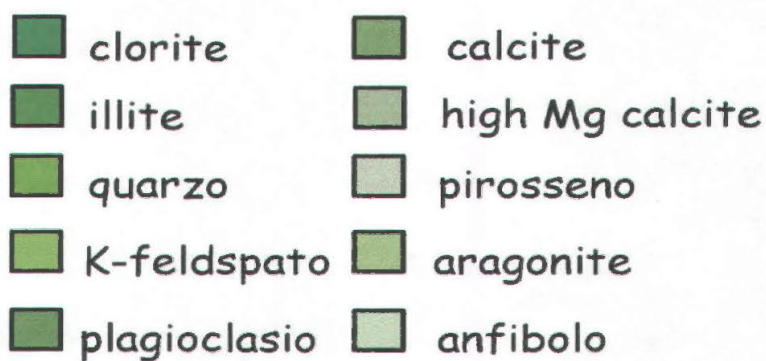 clorite
illite
quarzo
K-feldspato
plagioclasio
calcite
high Mg calcite
pirosseno
aragonite
anfibolo